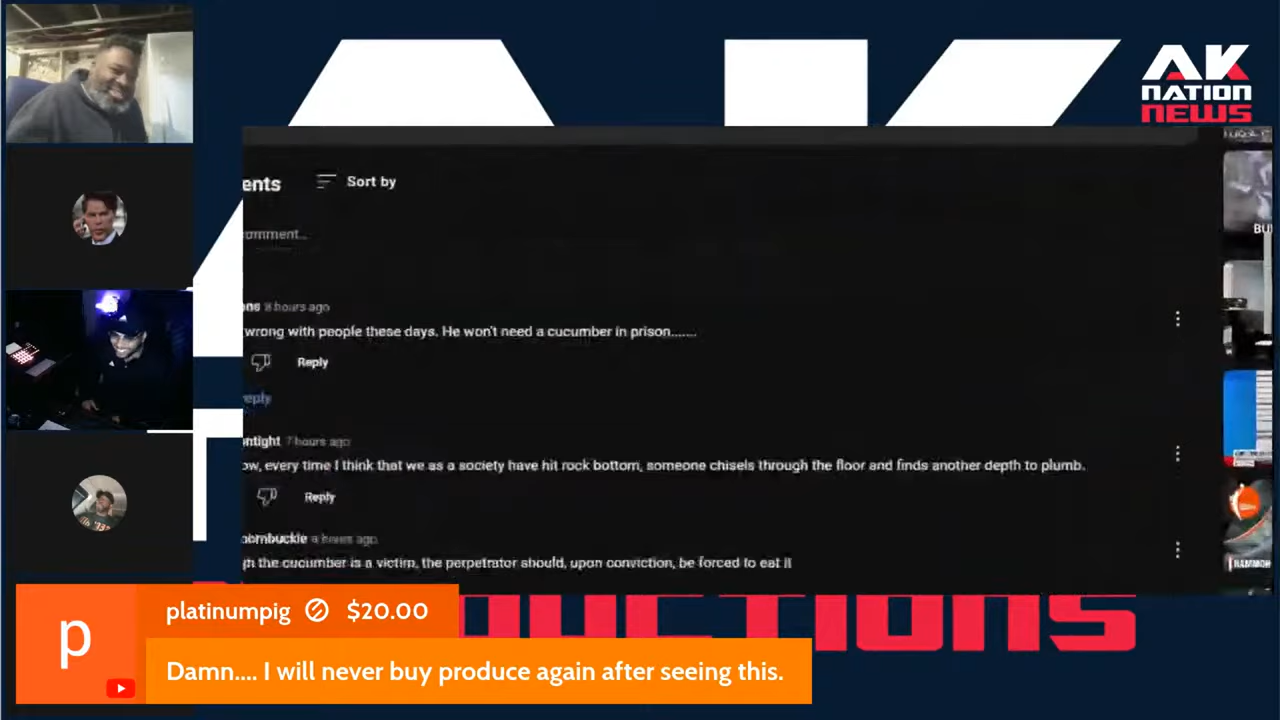 AK
NATION
NEWS
ents
Sort by
omment...
8 hours ago
wrong with people these days. He won't need a cucumber in prison.......
Reply
eply
ntight 7 hours ago
ow, every time I think that we as a society have hit rock bottom, someone chisels through the floor and finds another depth to plumb.
Reply
hours ago
h the cucumber is a victim, the perpetrator should, upon conviction, be forced to eat it
BU
HAMMOI
platinumpig $20.00
p
Damn.... I will never buy produce again after seeing this.
UCTIONS